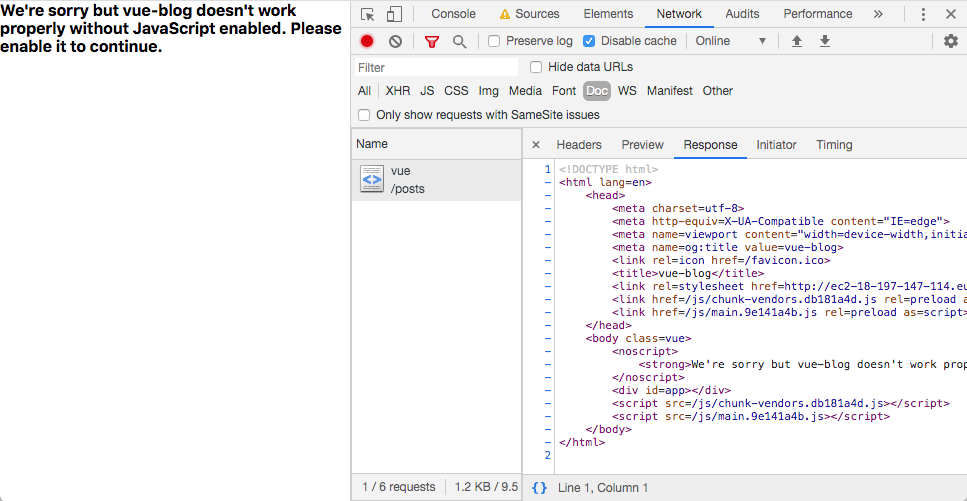 We're sorry but vue-blog doesn't work
properly without JavaScript enabled. Please
enable it to continue.
Console Sources Elements Network Audits Performance »
Preserve log Disable cache Online
Filter Hide data URLs
All XHR JS CSS Img Media Font Doc WS Manifest Other
Only show requests with SameSite issues
Name
vue
/posts
1 / 6 requests 1.2 KB / 9.5
× Headers Preview Response Initiator Timing
1 <!DOCTYPE html>
- <html lang=en>
- <head>
- <meta charset=utf-8>
- <meta http-equiv=X-UA-Compatible content="IE=edge">
- <meta name=viewport content="width=device-width,initia
- <meta name=og:title value=vue-blog>
- <link rel=icon href=/favicon.ico>
- <title>vue-blog</title>
- <link rel=stylesheet href=http://ec2-18-197-147-114.eu
- <link href=/js/chunk-vendors.db181a4d.js rel=preload a
- <link href=/js/main.9e141a4b.js rel=preload as=script>
- </head>
- <body class=vue>
- <noscript>
- <strong>We're sorry but vue-blog doesn't work prop
- </noscript>
- <div id=app></div>
- <script src=/js/chunk-vendors.db181a4d.js></script>
- <script src=/js/main.9e141a4b.js></script>
- </body>
- </html>
2
{ } Line 1, Column 1